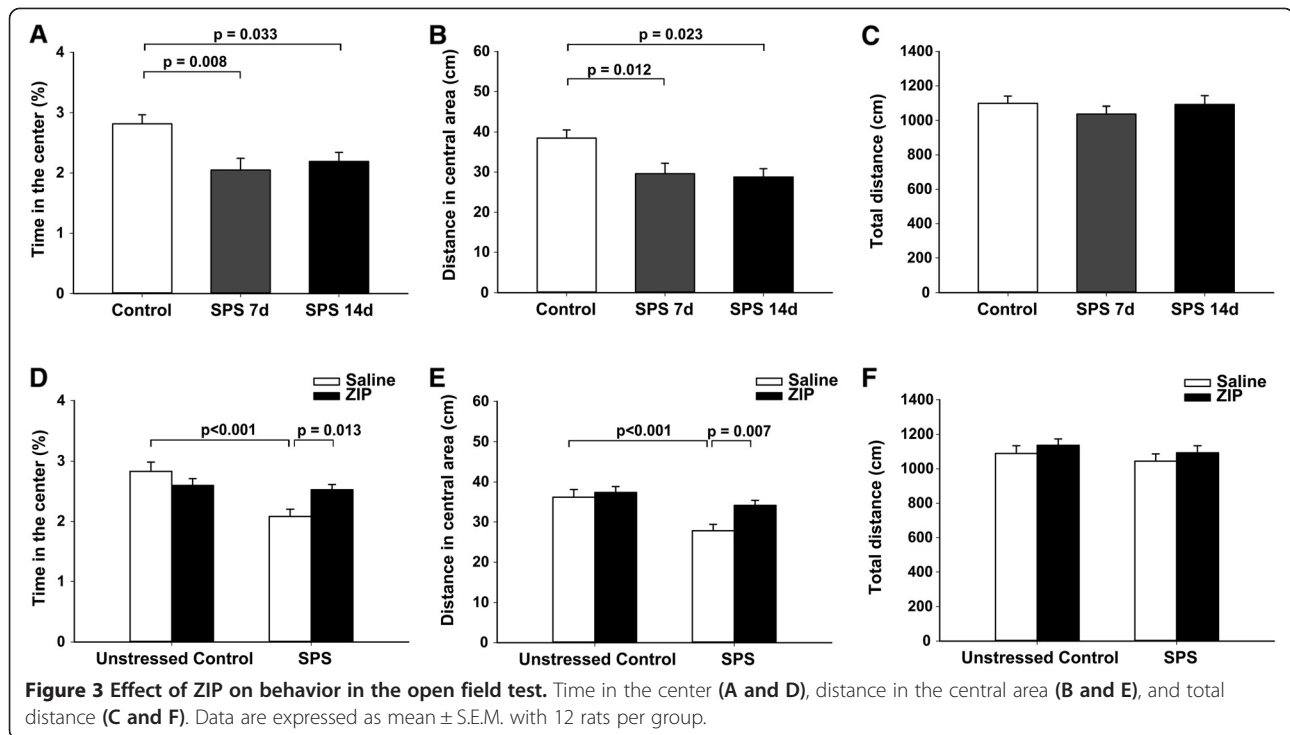 A
B
C
p = 0.033
p = 0.008
Time in the center (%)
4
3
2
1
0
Control SPS 7d SPS 14d
p = 0.023
p = 0.012
Distance in central area (cm)
60
50
40
30
20
10
0
Control SPS 7d SPS 14d
Total distance (cm)
1400
1200
1000
800
600
400
200
0
Control SPS 7d SPS 14d
D
Saline
ZIP
p<0.001 p = 0.013
Time in the center (%)
4
3
2
1
0
Unstressed Control SPS
E
Saline
ZIP
p<0.001 p = 0.007
Distance in central area (cm)
60
50
40
30
20
10
0
Unstressed Control SPS
F
Saline
ZIP
Total distance (cm)
1400
1200
1000
800
600
400
200
0
Unstressed Control SPS
Figure 3 Effect of ZIP on behavior in the open field test. Time in the center (A and D), distance in the central area (B and E), and total
distance (C and F). Data are expressed as mean ± S.E.M. with 12 rats per group.